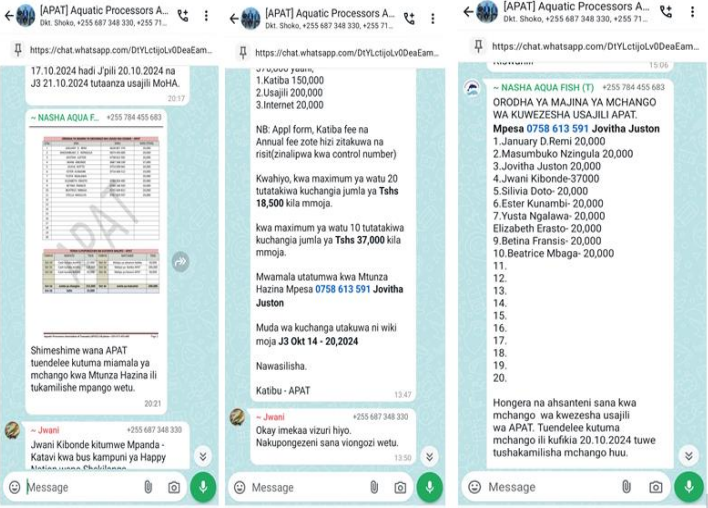 [APAT] Aquatic Processors A...
Dkt. Shoko, +255 687 348 330, +255 71...
https://chat.whatsapp.com/DtYLctijoLv0DeaEam...
17.10.2024 hadi J'pili 20.10.2024 na
J3 21.10.2024 tutaanza usajili MoHA.
20:17
~ NASHA AQUA F... +255 784 455 683
APAT
Shimeshime wana APAT
tuendelee kutuma miamala ya
mchango kwa Mtunza Hazina ili
tukamilishe mpango wetu.
20:21
~ Jwani +255 687 348 330
Jwani Kibonde kitumwe Mpanda -
Katavi kwa bus kampuni ya Happy
Message
[APAT] Aquatic Processors A...
Dkt. Shoko, +255 687 348 330, +255 71...
https://chat.whatsapp.com/DtYLctijoLv0DeaEam...
1.Katiba 150,000
2.Usajili 200,000
3.Internet 20,000
NB: Appl form, Katiba fee na
Annual fee zote hizi zitakuwa na
risit(zinalipwa kwa control number)
Kwahiyo, kwa maximum ya watu 20
tutatakiwa kuchangia jumla ya Tshs
18,500 kila mmoja.
kwa maximum ya watu 10 tutatakiwa
kuchangia jumla ya Tshs 37,000 kila
mmoja.
Mwamala utatumwa kwa Mtunza
Hazina Mpesa 0758 613 591 Jovitha
Juston
Muda wa kuchanga utakuwa ni wiki
moja J3 Okt 14 - 20,2024
Nawasilisha.
Katibu - APAT
13:47
~ Jwani +255 687 348 330
Okay imekaa vizuri hiyo.
Nakupongezeni sana viongozi wetu.
13:50
Message
[APAT] Aquatic Processors A...
Dkt. Shoko, +255 687 348 330, +255 71...
https://chat.whatsapp.com/DtYLctijoLv0DeaEam...
15:06
~ NASHA AQUA FISH (T) +255 784 455 683
ORODHA YA MAJINA YA MCHANGO
WA KUWEZESHA USAJILI APAT.
Mpesa 0758 613 591 Jovitha Juston
1.January D.Remi 20,000
2.Masumbuko Nzingula 20,000
3.Jovitha Juston 20,000
4.Jwani Kibonde-37000
5.Silivia Doto- 20,000
6.Ester Kunambi- 20,000
7.Yusta Ngalawa- 20,000
Elizabeth Erasto- 20,000
9.Betina Fransis- 20,000
10.Beatrice Mbaga- 20,000
11.
12.
13.
14.
15.
16.
17.
18.
19.
20.
Hongera na ahsanteni sana kwa
mchango wa kwezesha usajili
wa APAT. Tuendelee kutuma
mchango ili kufikia 20.10.2024 tuwe
tushakamilisha mchango huu.
Message